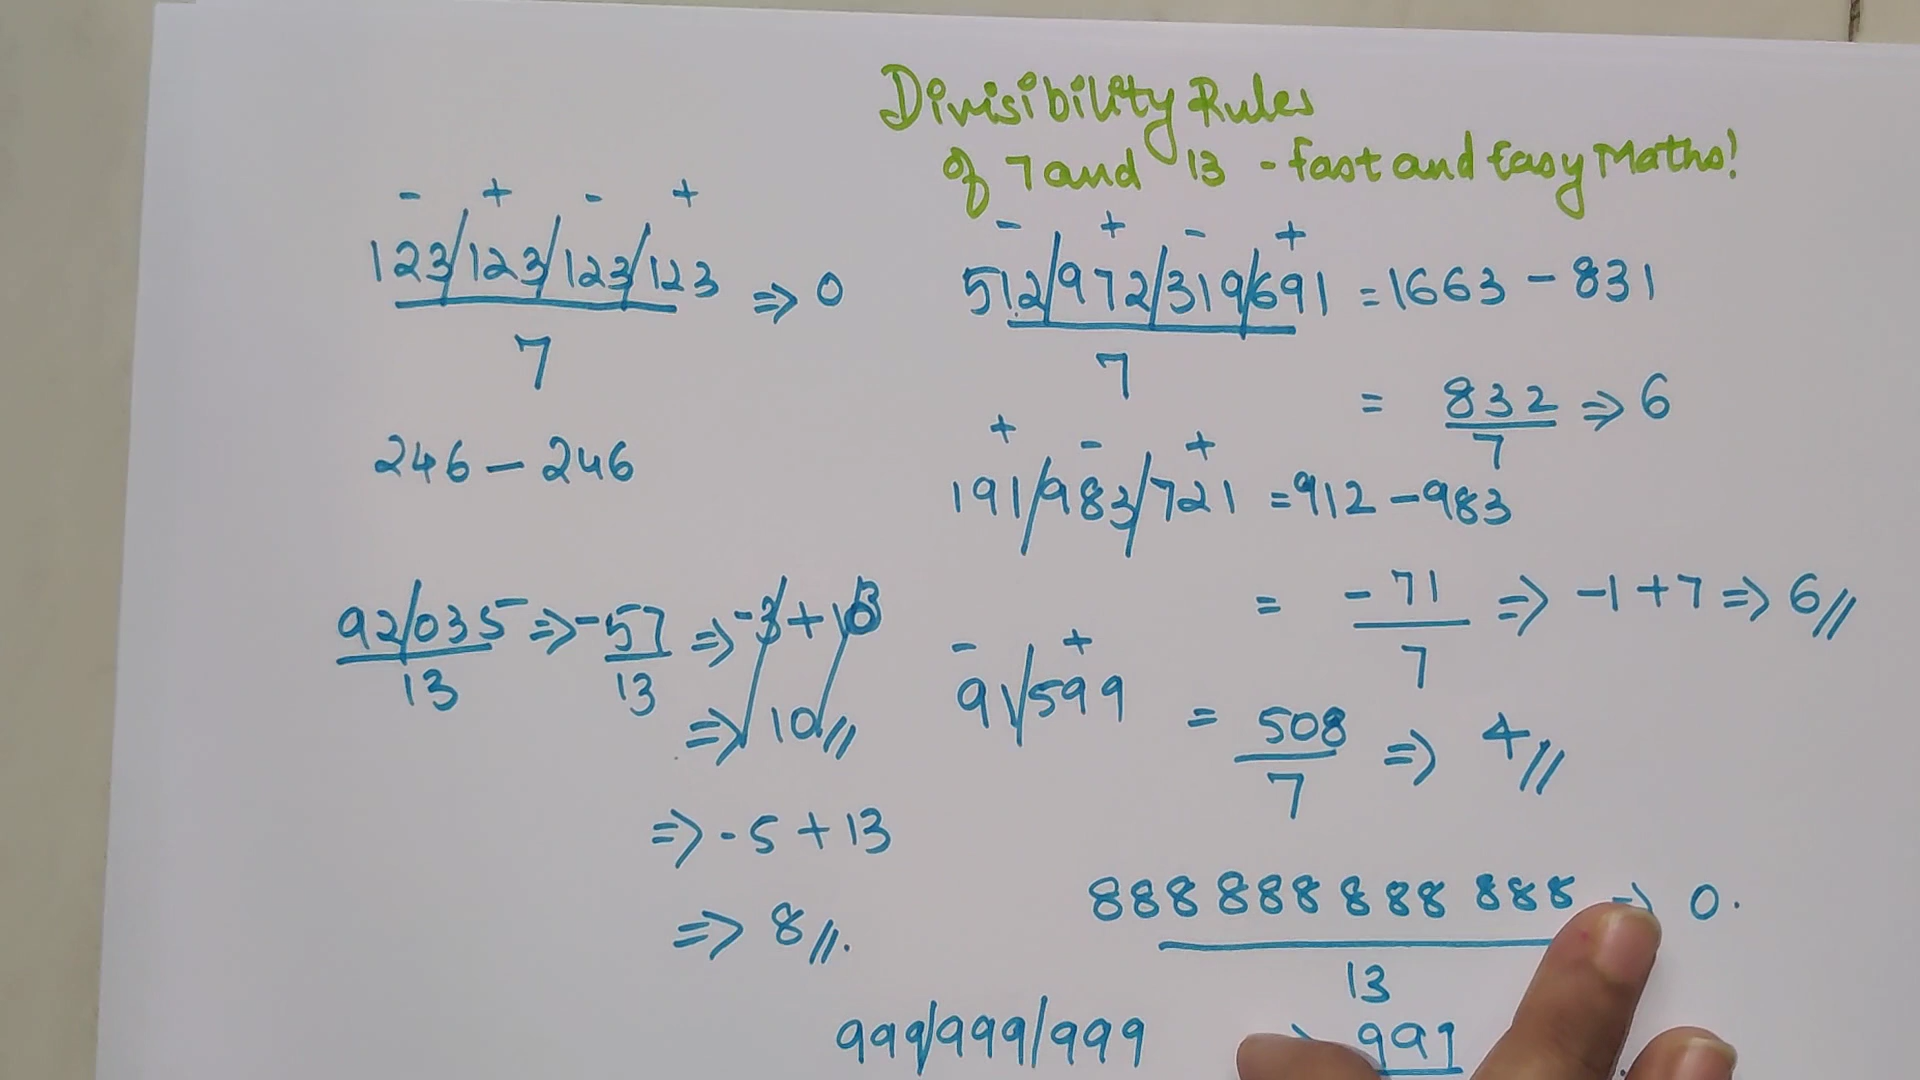 Divisibility Rules
of 7 and 13 - fast and Easy Maths!
- + - +
123/123/123/123 ⇒ 0
7
246 - 246
92/035⁻ ⇒ -57 ⇒ -3 + 13
13 13
⇒ 10//
⇒ -5 + 13
⇒ 8//.
- + - +
512/972/319/691 = 1663 - 831
7
= 832 ⇒ 6
7
+ - +
191/983/721 = 912 - 983
= -71 ⇒ -1 + 7 ⇒ 6//
7
- +
91/599 = 508 ⇒ 4//
7
888 888 888 888 ⇒ 0.
13
999/999/999